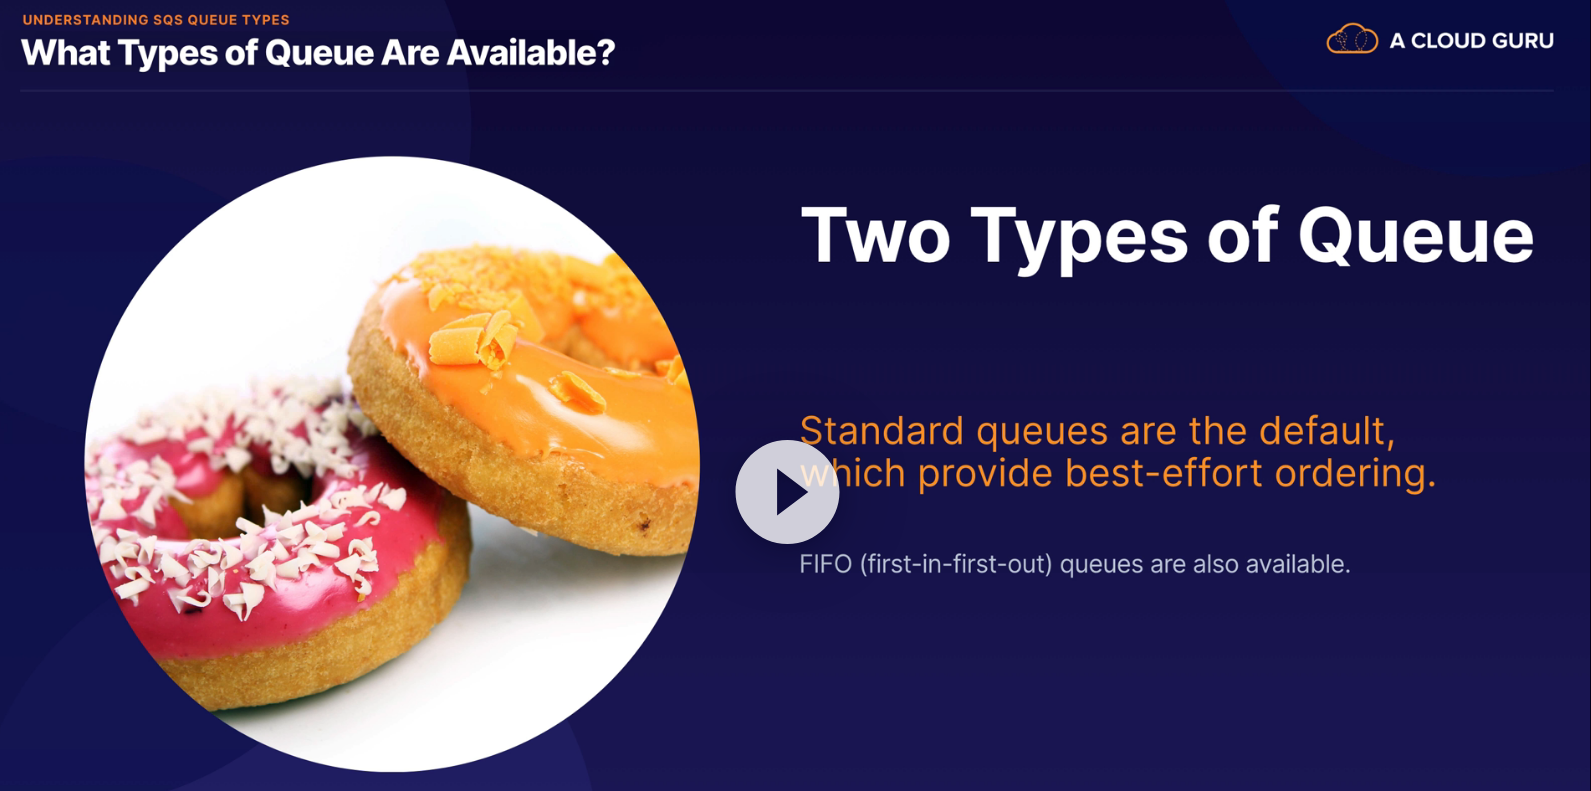 UNDERSTANDING SQS QUEUE TYPES
What Types of Queue Are Available?
A CLOUD GURU
Two Types of Queue
Standard queues are the default,
which provide best-effort ordering.
FIFO (first-in-first-out) queues are also available.